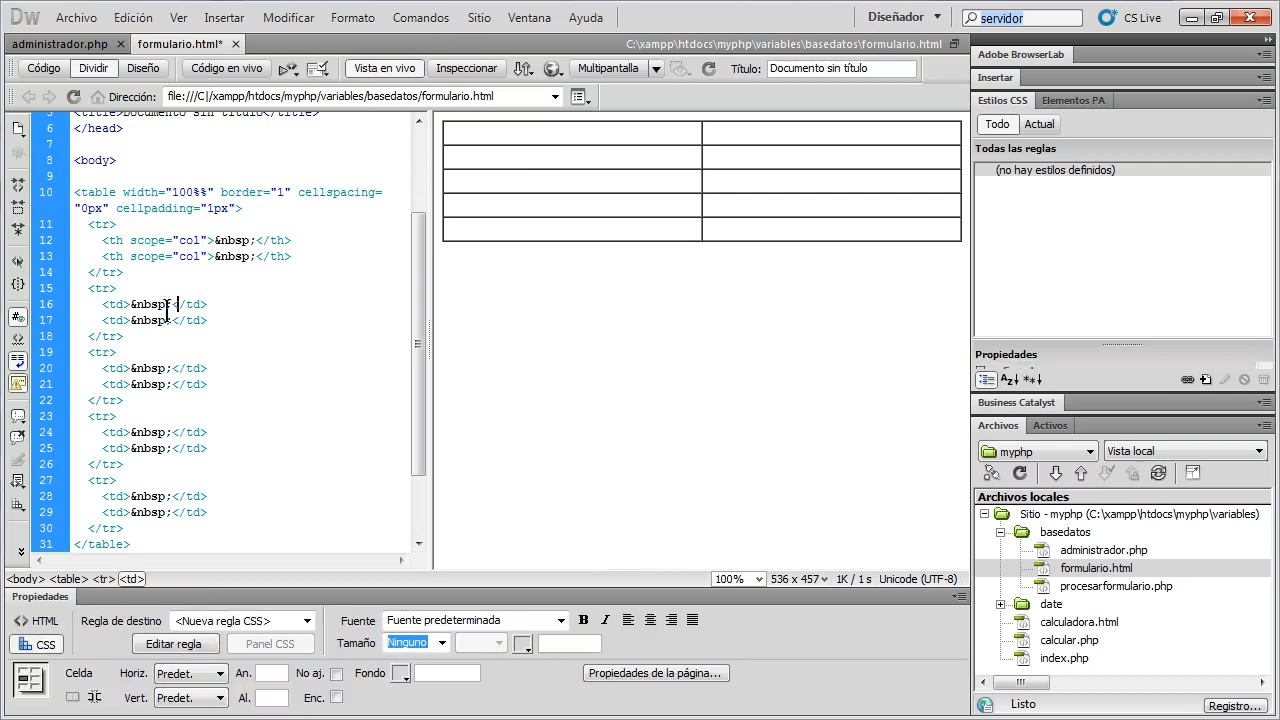 Dw Archivo Edición Ver Insertar Modificar Formato Comandos Sitio Ventana Ayuda Diseñador servidor CS Live
administrador.php × formulario.html* × C:\xampp\htdocs\myphp\variables\basedatos\formulario.html
Código Dividir Diseño Código en vivo Vista en vivo Inspeccionar Multipantalla Título: Documento sin título
Dirección: file:///C|/xampp/htdocs/myphp/variables/basedatos/formulario.html
5 <title>Documento sin título</title>
6 </head>
7
8 <body>
9
10 <table width="100%%" border="1" cellspacing=
"0px" cellpadding="1px">
11 <tr>
12 <th scope="col">&nbsp;</th>
13 <th scope="col">&nbsp;</th>
14 </tr>
15 <tr>
16 <td>&nbsp;</td>
17 <td>&nbsp;</td>
18 </tr>
19 <tr>
20 <td>&nbsp;</td>
21 <td>&nbsp;</td>
22 </tr>
23 <tr>
24 <td>&nbsp;</td>
25 <td>&nbsp;</td>
26 </tr>
27 <tr>
28 <td>&nbsp;</td>
29 <td>&nbsp;</td>
30 </tr>
31 </table>
<body> <table> <tr> <td> 100% 536 x 457 1K / 1 s Unicode (UTF-8)
Propiedades
<> HTML Regla de destino <Nueva regla CSS> Fuente Fuente predeterminada B I
CSS Editar regla Panel CSS Tamaño Ninguno
Celda Horiz. Predet. An. No aj. Fondo Propiedades de la página...
Vert. Predet. Al. Enc.
Adobe BrowserLab
Insertar
Estilos CSS Elementos PA
Todo Actual
Todas las reglas
(no hay estilos definidos)
Propiedades
Business Catalyst
Archivos Activos
myphp Vista local
Archivos locales
Sitio - myphp (C:\xampp\htdocs\myphp\variables)
basedatos
administrador.php
formulario.html
procesarformulario.php
date
calculadora.html
calcular.php
index.php
Listo Registro...